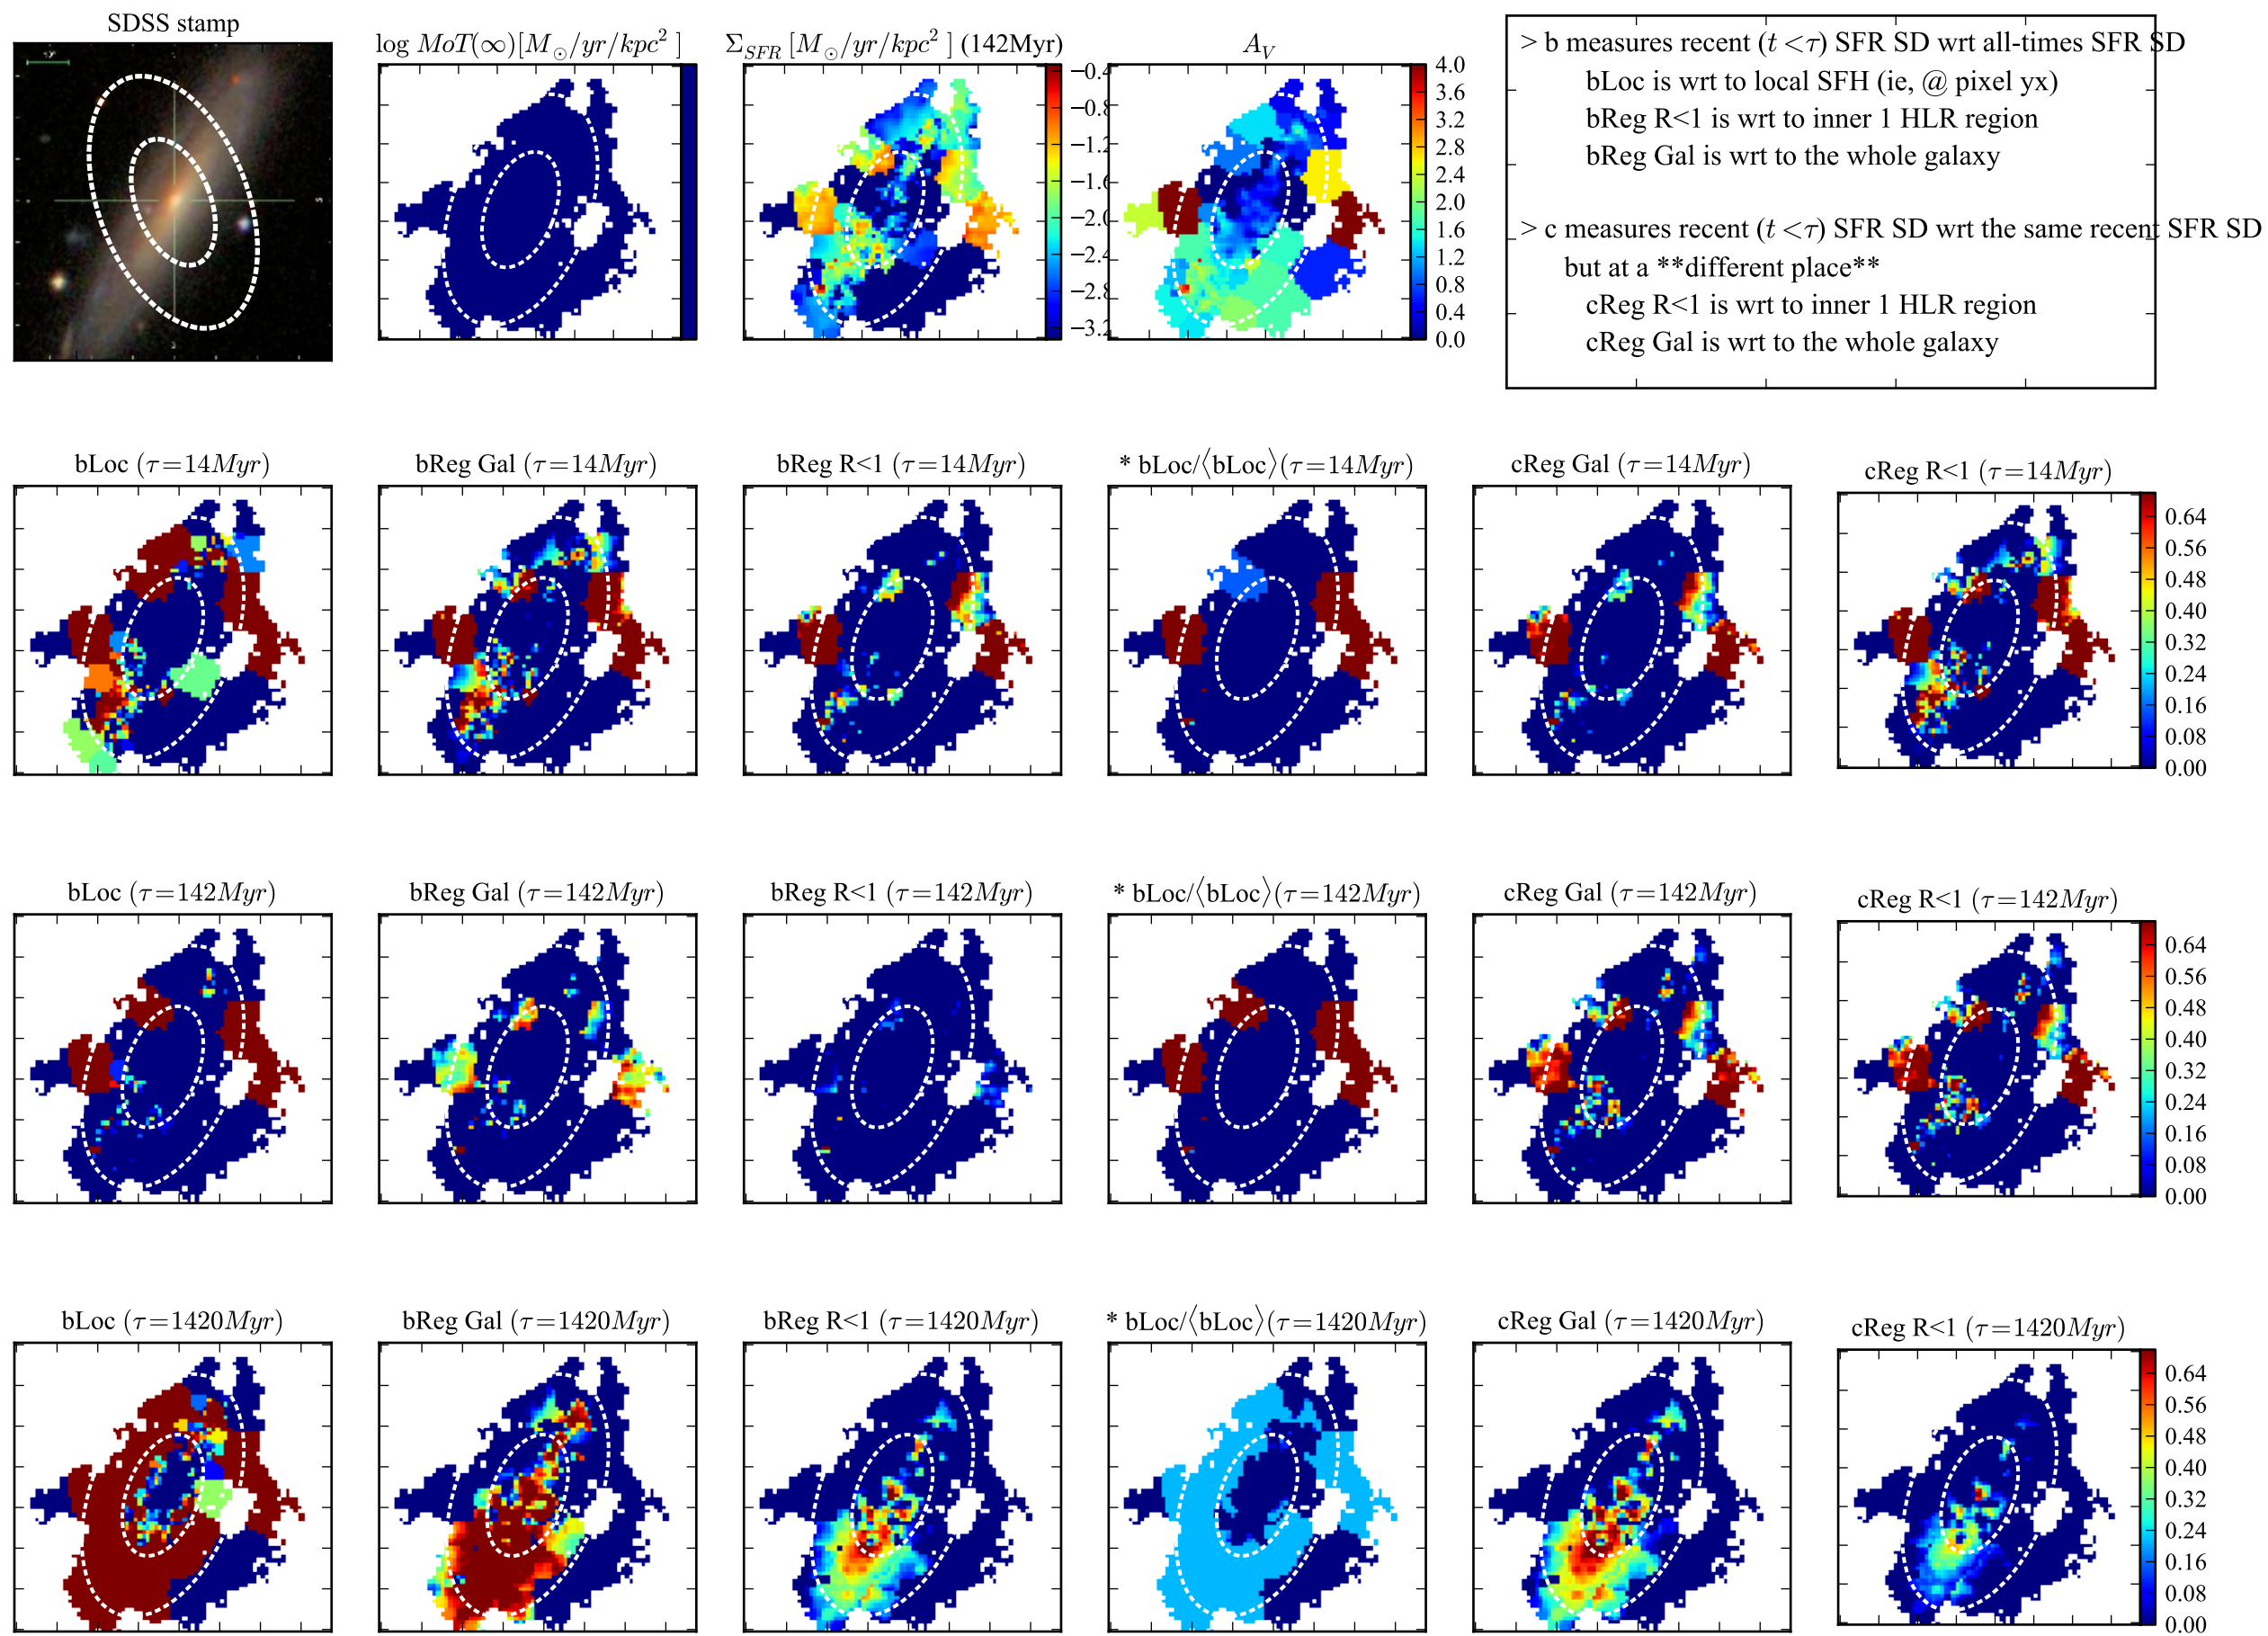 SDSS stamp
log MoT(∞)[M⊙/yr/kpc² ]
Σ_SFR [M⊙/yr/kpc² ] (142Myr)
A_V
−0.4
−0.8
−1.2
−1.6
−2.0
−2.4
−2.8
−3.2
4.0
3.6
3.2
2.8
2.4
2.0
1.6
1.2
0.8
0.4
0.0
> b measures recent (t <τ) SFR SD wrt all-times SFR SD
bLoc is wrt to local SFH (ie, @ pixel yx)
bReg R<1 is wrt to inner 1 HLR region
bReg Gal is wrt to the whole galaxy
> c measures recent (t <τ) SFR SD wrt the same recent SFR SD
but at a **different place**
cReg R<1 is wrt to inner 1 HLR region
cReg Gal is wrt to the whole galaxy
bLoc (τ=14Myr)
bReg Gal (τ=14Myr)
bReg R<1 (τ=14Myr)
* bLoc/⟨bLoc⟩(τ=14Myr)
cReg Gal (τ=14Myr)
cReg R<1 (τ=14Myr)
0.64
0.56
0.48
0.40
0.32
0.24
0.16
0.08
0.00
bLoc (τ=142Myr)
bReg Gal (τ=142Myr)
bReg R<1 (τ=142Myr)
* bLoc/⟨bLoc⟩(τ=142Myr)
cReg Gal (τ=142Myr)
cReg R<1 (τ=142Myr)
0.64
0.56
0.48
0.40
0.32
0.24
0.16
0.08
0.00
bLoc (τ=1420Myr)
bReg Gal (τ=1420Myr)
bReg R<1 (τ=1420Myr)
* bLoc/⟨bLoc⟩(τ=1420Myr)
cReg Gal (τ=1420Myr)
cReg R<1 (τ=1420Myr)
0.64
0.56
0.48
0.40
0.32
0.24
0.16
0.08
0.00